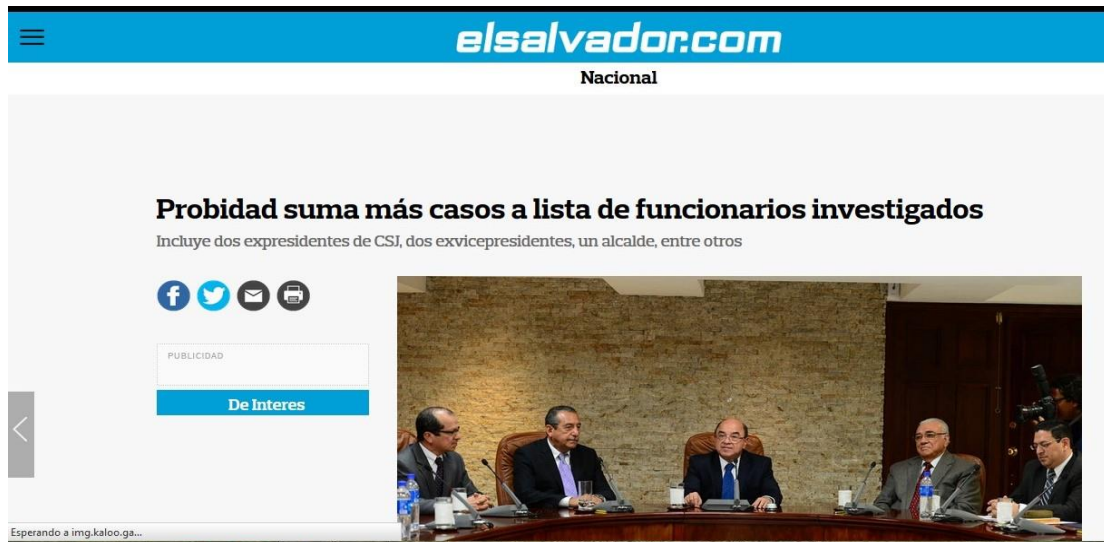 elsalvador.com
Nacional
Probidad suma más casos a lista de funcionarios investigados
Incluye dos expresidentes de CSJ, dos exvicepresidentes, un alcalde, entre otros
PUBLICIDAD
De Interes
Esperando a img.kaloo.ga...